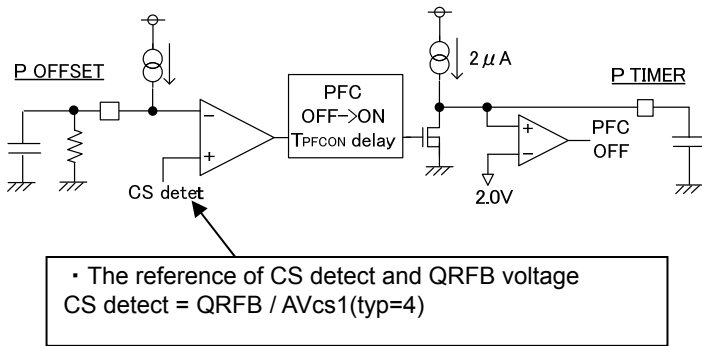 P OFFSET
2μA
P TIMER
PFC
OFF->ON
TPFCON delay
−
+
CS detet
+
−
PFC
OFF
2.0V
・The reference of CS detect and QRFB voltage
CS detect = QRFB / AVcs1(typ=4)